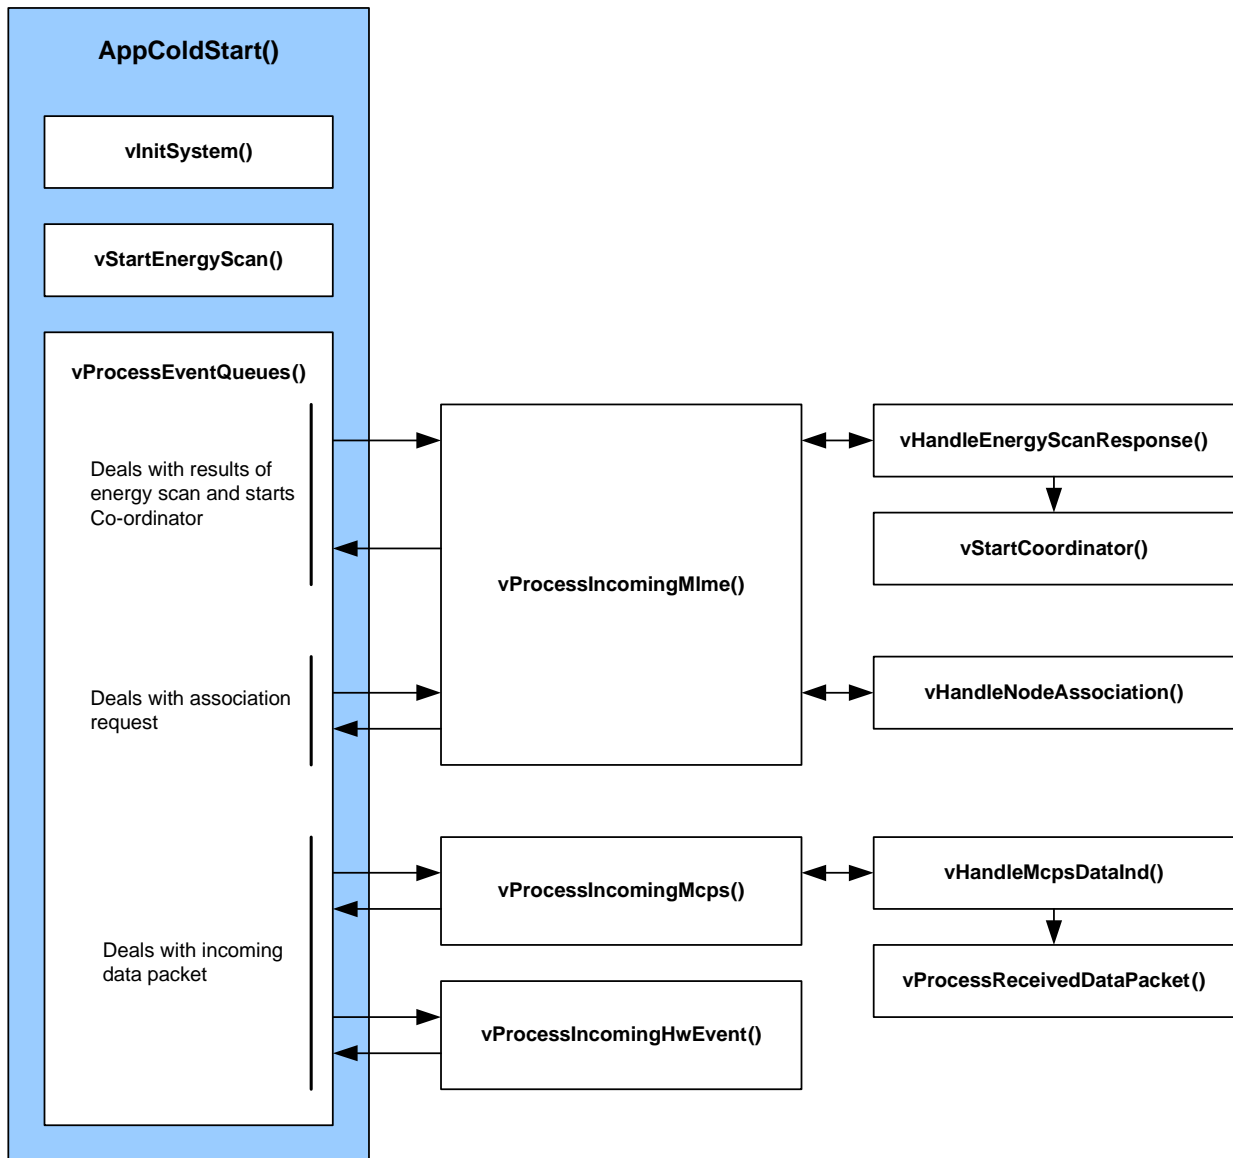 AppColdStart()
vInitSystem()
vStartEnergyScan()
vProcessEventQueues()
Deals with results of
energy scan and starts
Co-ordinator
Deals with association
request
Deals with incoming
data packet
vProcessIncomingMlme()
vProcessIncomingMcps()
vProcessIncomingHwEvent()
vHandleEnergyScanResponse()
vStartCoordinator()
vHandleNodeAssociation()
vHandleMcpsDataInd()
vProcessReceivedDataPacket()